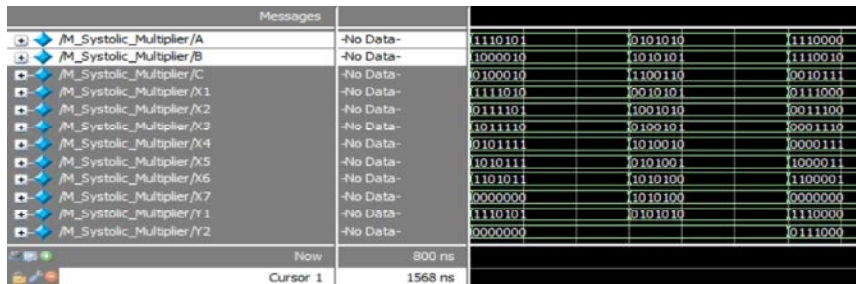 Messages
/M_Systolic_Multiplier/A -No Data- 1110101 0101010 1110000
/M_Systolic_Multiplier/B -No Data- 1000010 1010101 1110010
/M_Systolic_Multiplier/C -No Data- 0100010 1100110 0010111
/M_Systolic_Multiplier/X1 -No Data- 1111010 0010101 0111000
/M_Systolic_Multiplier/X2 -No Data- 0111101 1001010 0011100
/M_Systolic_Multiplier/X3 -No Data- 1011110 0100101 0001110
/M_Systolic_Multiplier/X4 -No Data- 0101111 1010010 0000111
/M_Systolic_Multiplier/X5 -No Data- 1010111 0101001 1000011
/M_Systolic_Multiplier/X6 -No Data- 1101011 1010100 1100001
/M_Systolic_Multiplier/X7 -No Data- 0000000 1010100 0000000
/M_Systolic_Multiplier/Y1 -No Data- 1110101 0101010 1110000
/M_Systolic_Multiplier/Y2 -No Data- 0000000 0111000
Now 800 ns
Cursor 1 1568 ns